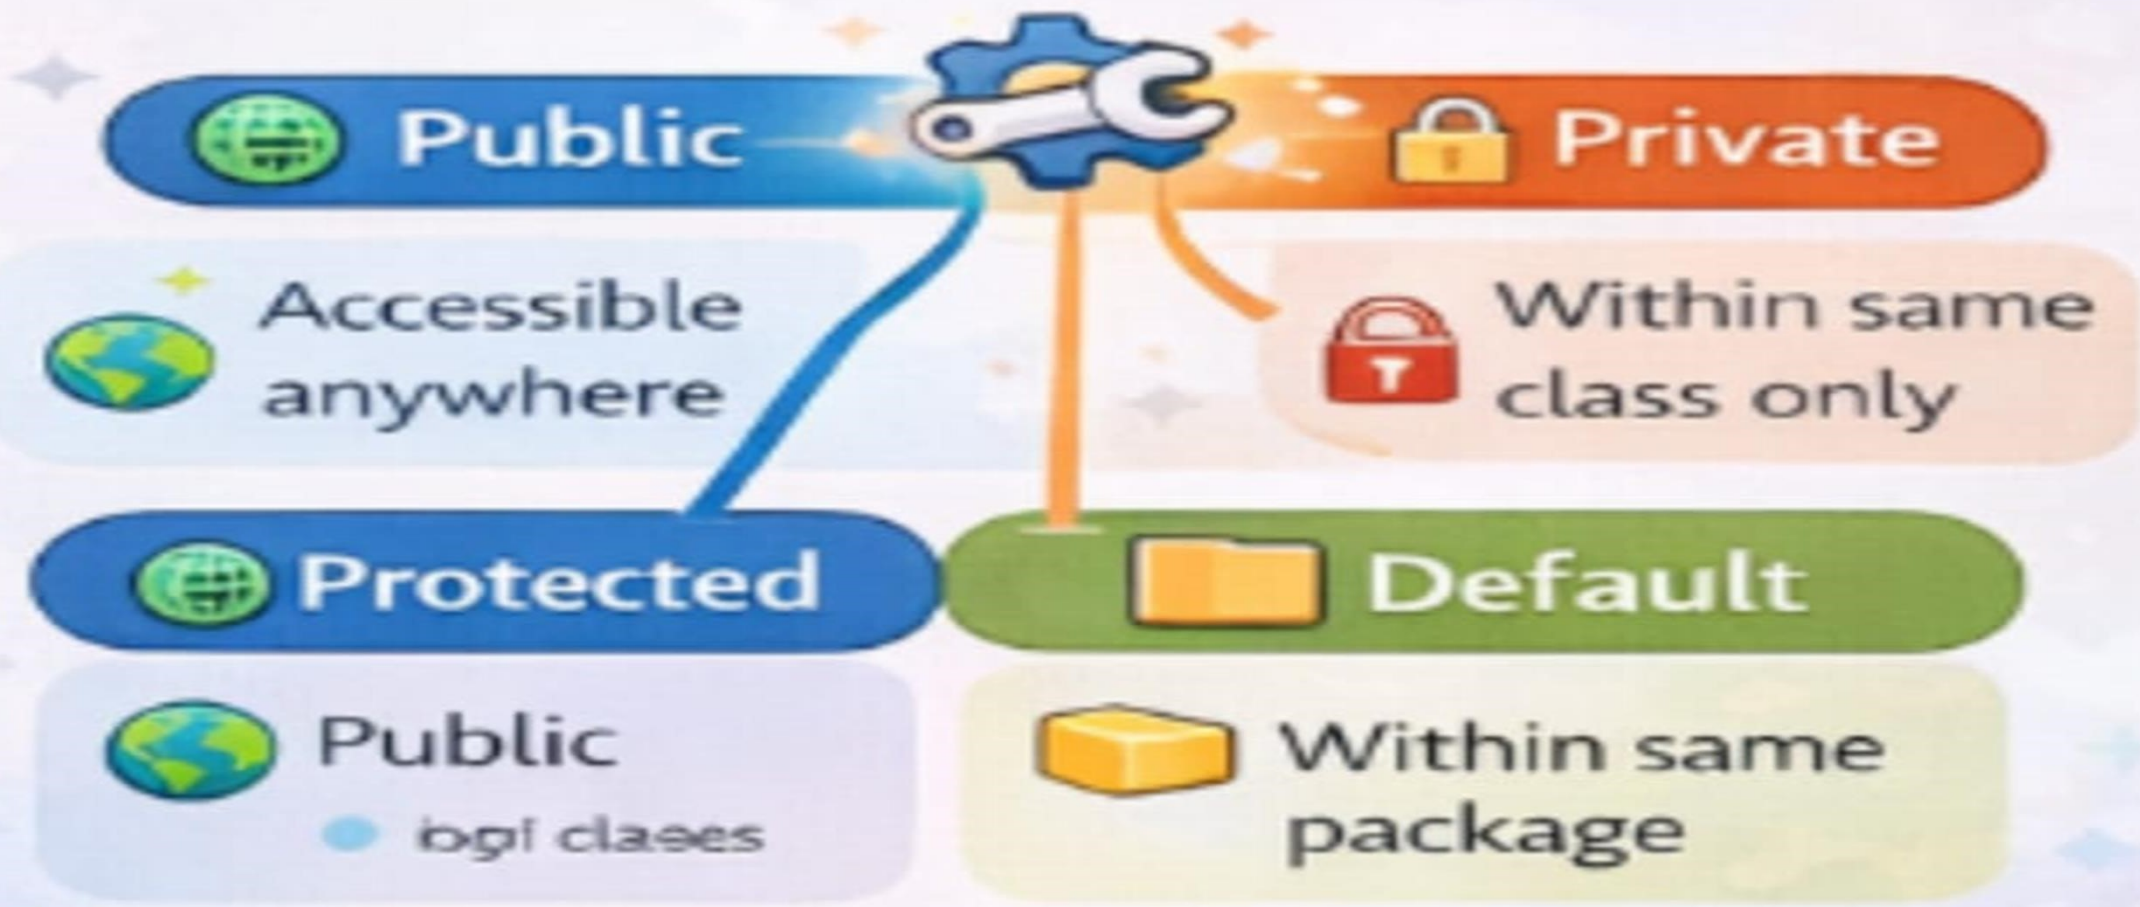 Public
Private
Accessible
anywhere
Within same
class only
Protected
Default
Public
Within same
package